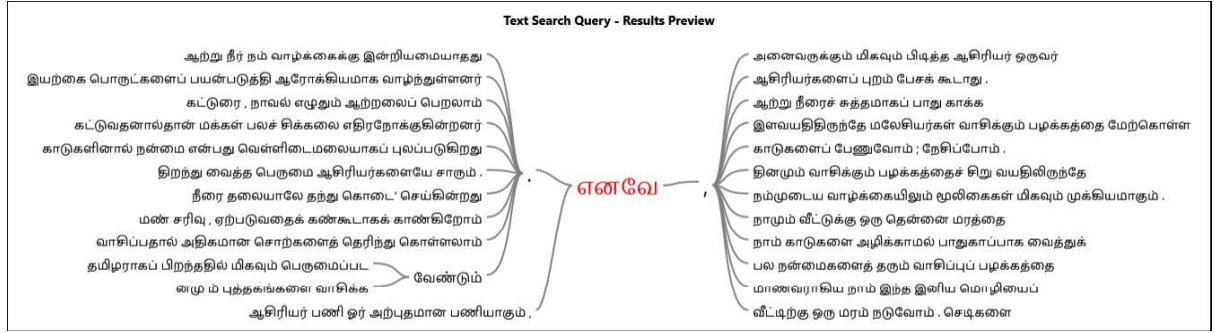 Text Search Query - Results Preview
ஆற்று நீர் நம் வாழ்க்கைக்கு இன்றியமையாதது
இயற்கை பொருட்களைப் பயன்படுத்தி ஆரோக்கியமாக வாழ்ந்துள்ளனர்
கட்டுரை , நாவல் எழுதும் ஆற்றலைப் பெறலாம்
கட்டுவதனால்தான் மக்கள் பலச் சிக்கலை எதிரநோக்குகின்றனர்
காடுகளினால் நன்மை என்பது வெள்ளிடைமலையாகப் புலப்படுகிறது
திறந்து வைத்த பெருமை ஆசிரியர்களையே சாரும் .
நீரை தலையாலே தந்து கொடை' செய்கின்றது
மண் சரிவு , ஏற்படுவதைக் கண்கூடாகக் காண்கிறோம்
வாசிப்பதால் அதிகமான சொற்களைத் தெரிந்து கொள்ளலாம்
தமிழராகப் பிறந்ததில் மிகவும் பெருமைப்பட
னமு ம் புத்தகங்களை வாசிக்க
வேண்டும்
ஆசிரியர் பணி ஓர் அற்புதமான பணியாகும் ,
.
எனவே
,
அனைவருக்கும் மிகவும் பிடித்த ஆசிரியர் ஒருவர்
ஆசிரியர்களைப் புறம் பேசக் கூடாது .
ஆற்று நீரைச் சுத்தமாகப் பாது காக்க
இளவயதிதிருந்தே மலேசியர்கள் வாசிக்கும் பழக்கத்தை மேற்கொள்ள
காடுகளைப் பேணுவோம் ; நேசிப்போம் .
தினமும் வாசிக்கும் பழக்கத்தைச் சிறு வயதிலிருந்தே
நம்முடைய வாழ்க்கையிலும் மூலிகைகள் மிகவும் முக்கியமாகும் .
நாமும் வீட்டுக்கு ஒரு தென்னை மரத்தை
நாம் காடுகளை அழிக்காமல் பாதுகாப்பாக வைத்துக்
பல நன்மைகளைத் தரும் வாசிப்புப் பழக்கத்தை
மாணவராகிய நாம் இந்த இனிய மொழியைப்
வீட்டிற்கு ஒரு மரம் நடுவோம் . செடிகளை